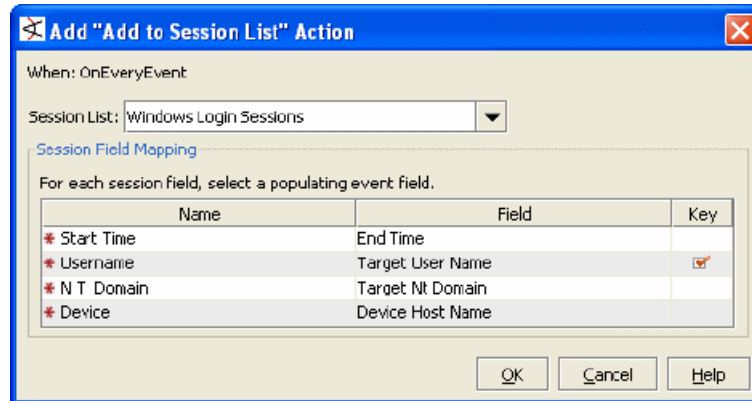 Add "Add to Session List" Action
When: OnEveryEvent
Session List: Windows Login Sessions
Session Field Mapping
For each session field, select a populating event field.
Name Field Key
* Start Time End Time
* Username Target User Name
* N T Domain Target Nt Domain
* Device Device Host Name
OK Cancel Help